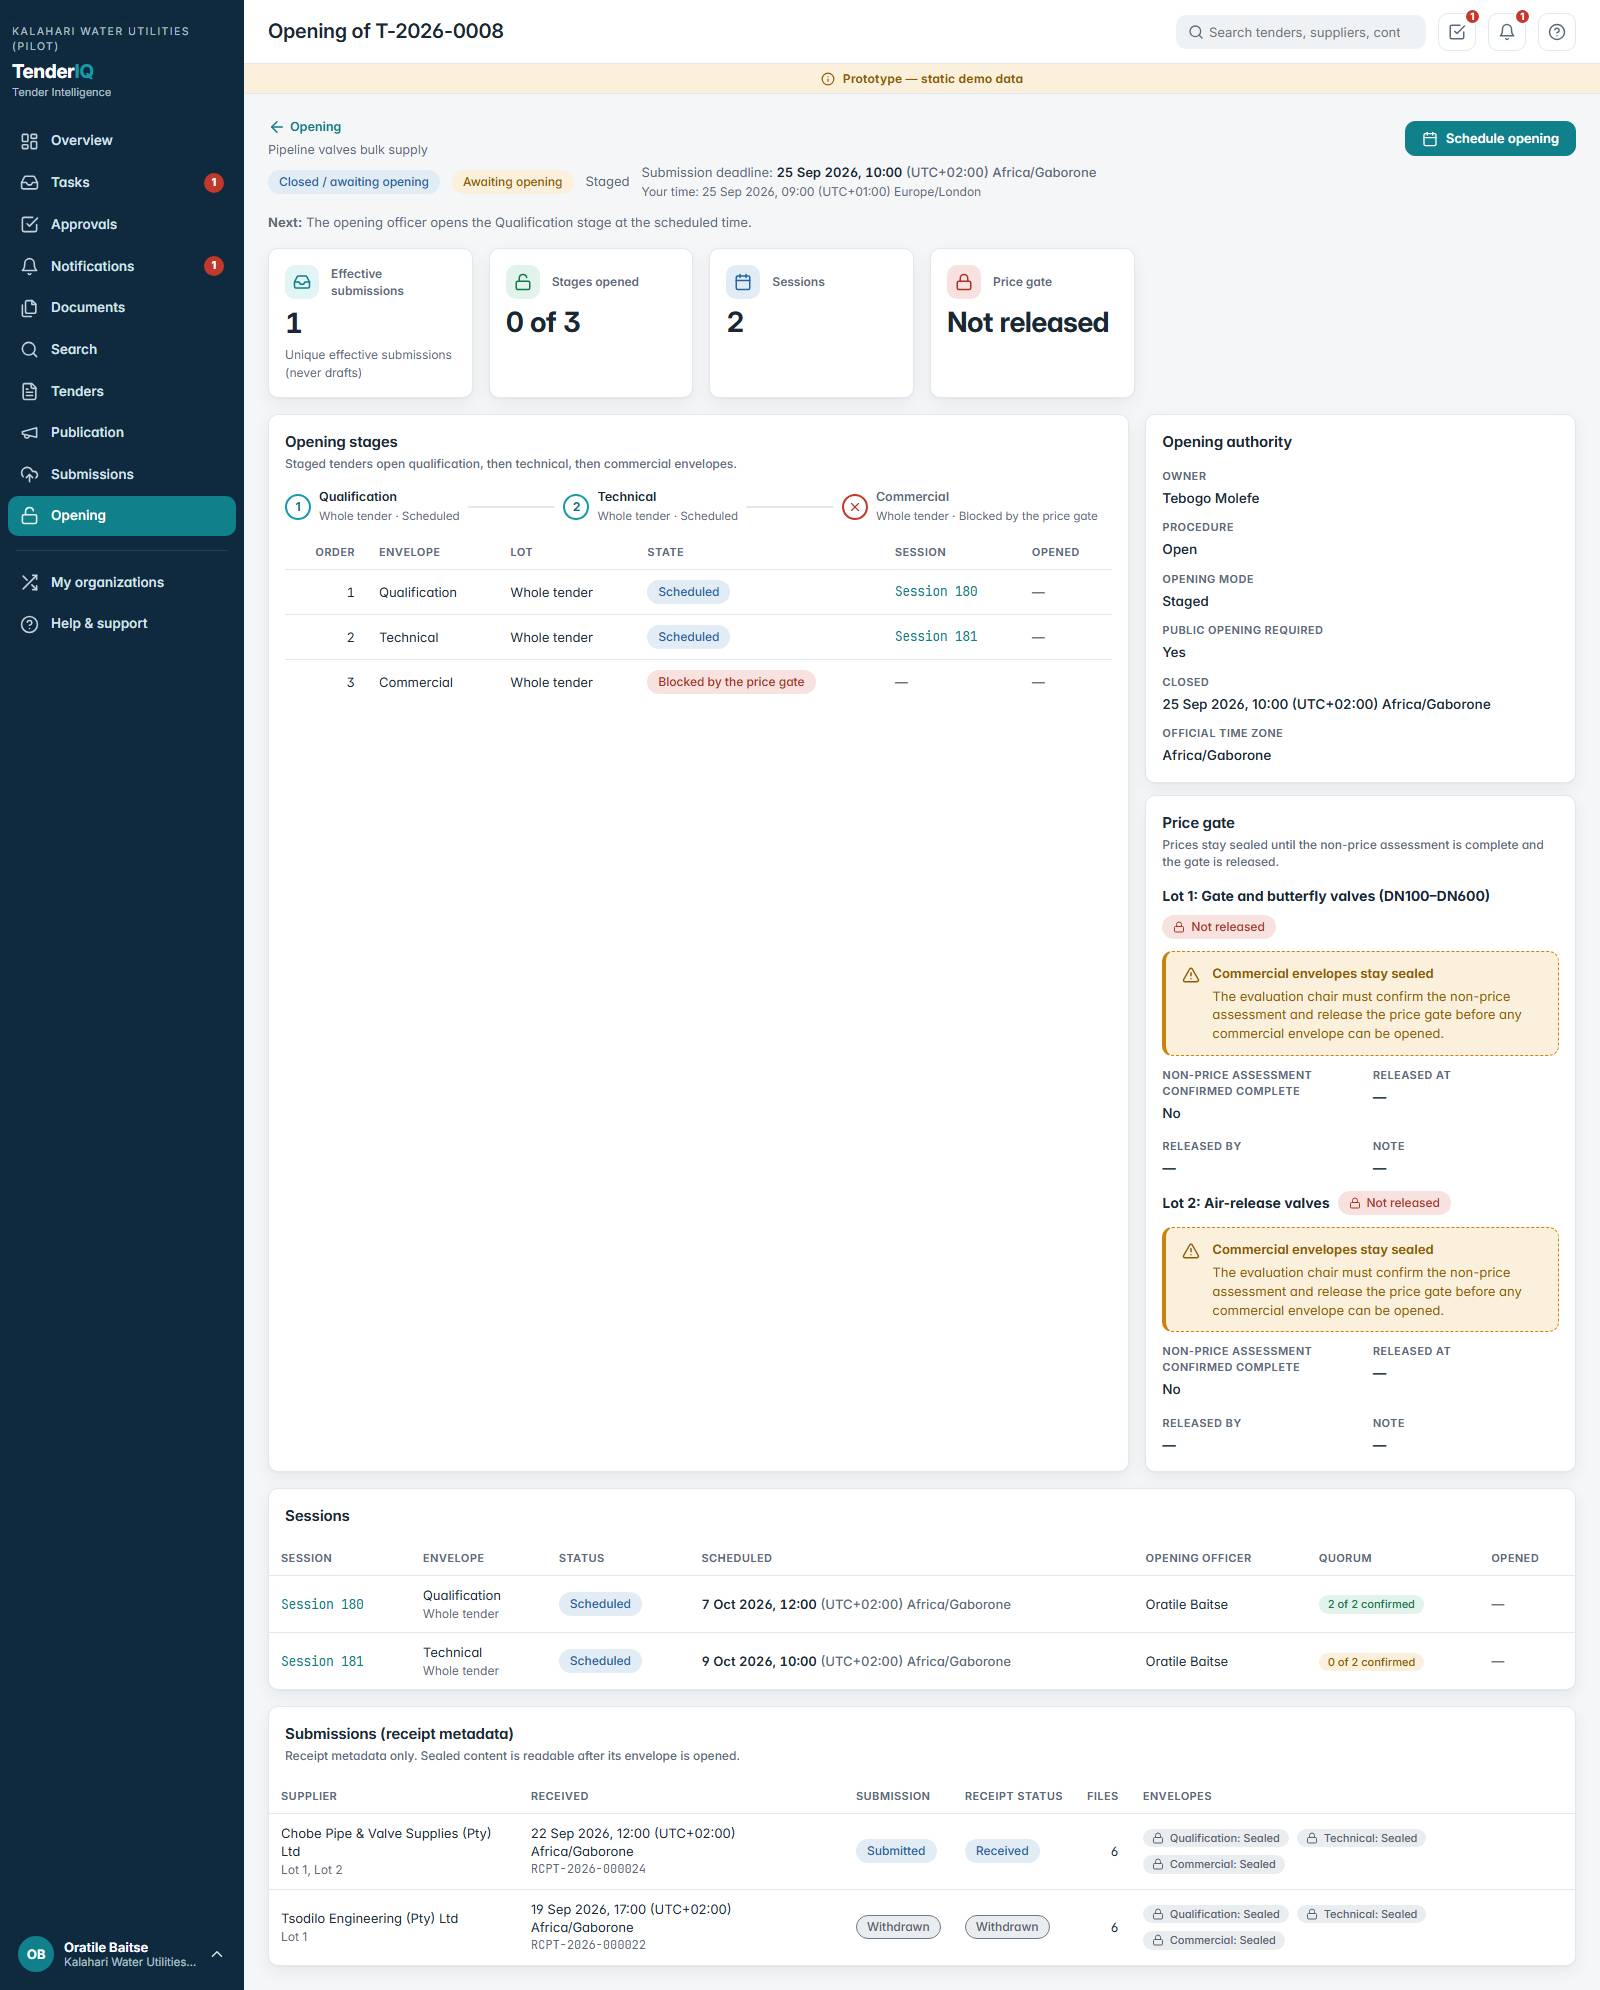 KALAHARI WATER UTILITIES
(PILOT)
TenderIQ
Tender Intelligence
Overview
Tasks 1
Approvals
Notifications 1
Documents
Search
Tenders
Publication
Submissions
Opening
My organizations
Help & support
OB
Oratile Baitse
Kalahari Water Utilities...
Opening of T-2026-0008
Search tenders, suppliers, cont
1
1
Prototype — static demo data
Opening
Schedule opening
Pipeline valves bulk supply
Closed / awaiting opening
Awaiting opening
Staged
Submission deadline: 25 Sep 2026, 10:00 (UTC+02:00) Africa/Gaborone
Your time: 25 Sep 2026, 09:00 (UTC+01:00) Europe/London
Next: The opening officer opens the Qualification stage at the scheduled time.
Effective
submissions
1
Unique effective submissions
(never drafts)
Stages opened
0 of 3
Sessions
2
Price gate
Not released
Opening stages
Staged tenders open qualification, then technical, then commercial envelopes.
1 Qualification
Whole tender · Scheduled
2 Technical
Whole tender · Scheduled
Commercial
Whole tender · Blocked by the price gate
ORDER ENVELOPE LOT STATE SESSION OPENED
1 Qualification Whole tender Scheduled Session 180 —
2 Technical Whole tender Scheduled Session 181 —
3 Commercial Whole tender Blocked by the price gate — —
Opening authority
OWNER
Tebogo Molefe
PROCEDURE
Open
OPENING MODE
Staged
PUBLIC OPENING REQUIRED
Yes
CLOSED
25 Sep 2026, 10:00 (UTC+02:00) Africa/Gaborone
OFFICIAL TIME ZONE
Africa/Gaborone
Price gate
Prices stay sealed until the non-price assessment is complete and
the gate is released.
Lot 1: Gate and butterfly valves (DN100–DN600)
Not released
Commercial envelopes stay sealed
The evaluation chair must confirm the non-price
assessment and release the price gate before any
commercial envelope can be opened.
NON-PRICE ASSESSMENT
CONFIRMED COMPLETE
No
RELEASED AT
—
RELEASED BY
—
NOTE
—
Lot 2: Air-release valves Not released
Commercial envelopes stay sealed
The evaluation chair must confirm the non-price
assessment and release the price gate before any
commercial envelope can be opened.
NON-PRICE ASSESSMENT
CONFIRMED COMPLETE
No
RELEASED AT
—
RELEASED BY
—
NOTE
—
Sessions
SESSION ENVELOPE STATUS SCHEDULED OPENING OFFICER QUORUM OPENED
Session 180
Qualification
Whole tender
Scheduled
7 Oct 2026, 12:00 (UTC+02:00) Africa/Gaborone
Oratile Baitse
2 of 2 confirmed
—
Session 181
Technical
Whole tender
Scheduled
9 Oct 2026, 10:00 (UTC+02:00) Africa/Gaborone
Oratile Baitse
0 of 2 confirmed
—
Submissions (receipt metadata)
Receipt metadata only. Sealed content is readable after its envelope is opened.
SUPPLIER RECEIVED SUBMISSION RECEIPT STATUS FILES ENVELOPES
Chobe Pipe & Valve Supplies (Pty)
Ltd
Lot 1, Lot 2
22 Sep 2026, 12:00 (UTC+02:00)
Africa/Gaborone
RCPT-2026-000024
Submitted
Received
6
Qualification: Sealed
Technical: Sealed
Commercial: Sealed
Tsodilo Engineering (Pty) Ltd
Lot 1
19 Sep 2026, 17:00 (UTC+02:00)
Africa/Gaborone
RCPT-2026-000022
Withdrawn
Withdrawn
6
Qualification: Sealed
Technical: Sealed
Commercial: Sealed